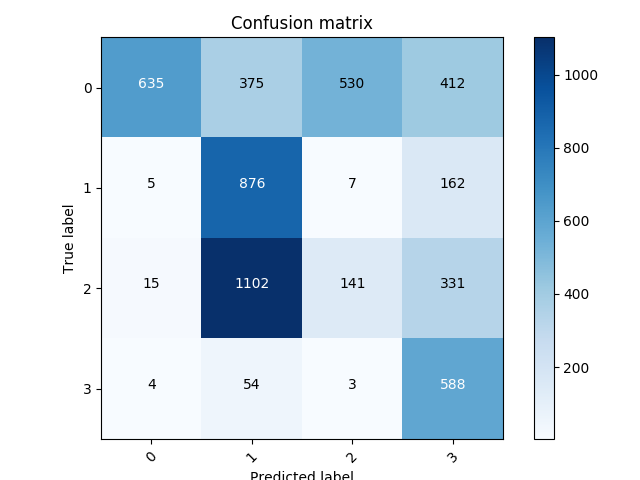 Confusion matrix
0 635 375 530 412
1 5 876 7 162
2 15 1102 141 331
3 4 54 3 588
0 1 2 3
True label
Predicted label
1000
800
600
400
200